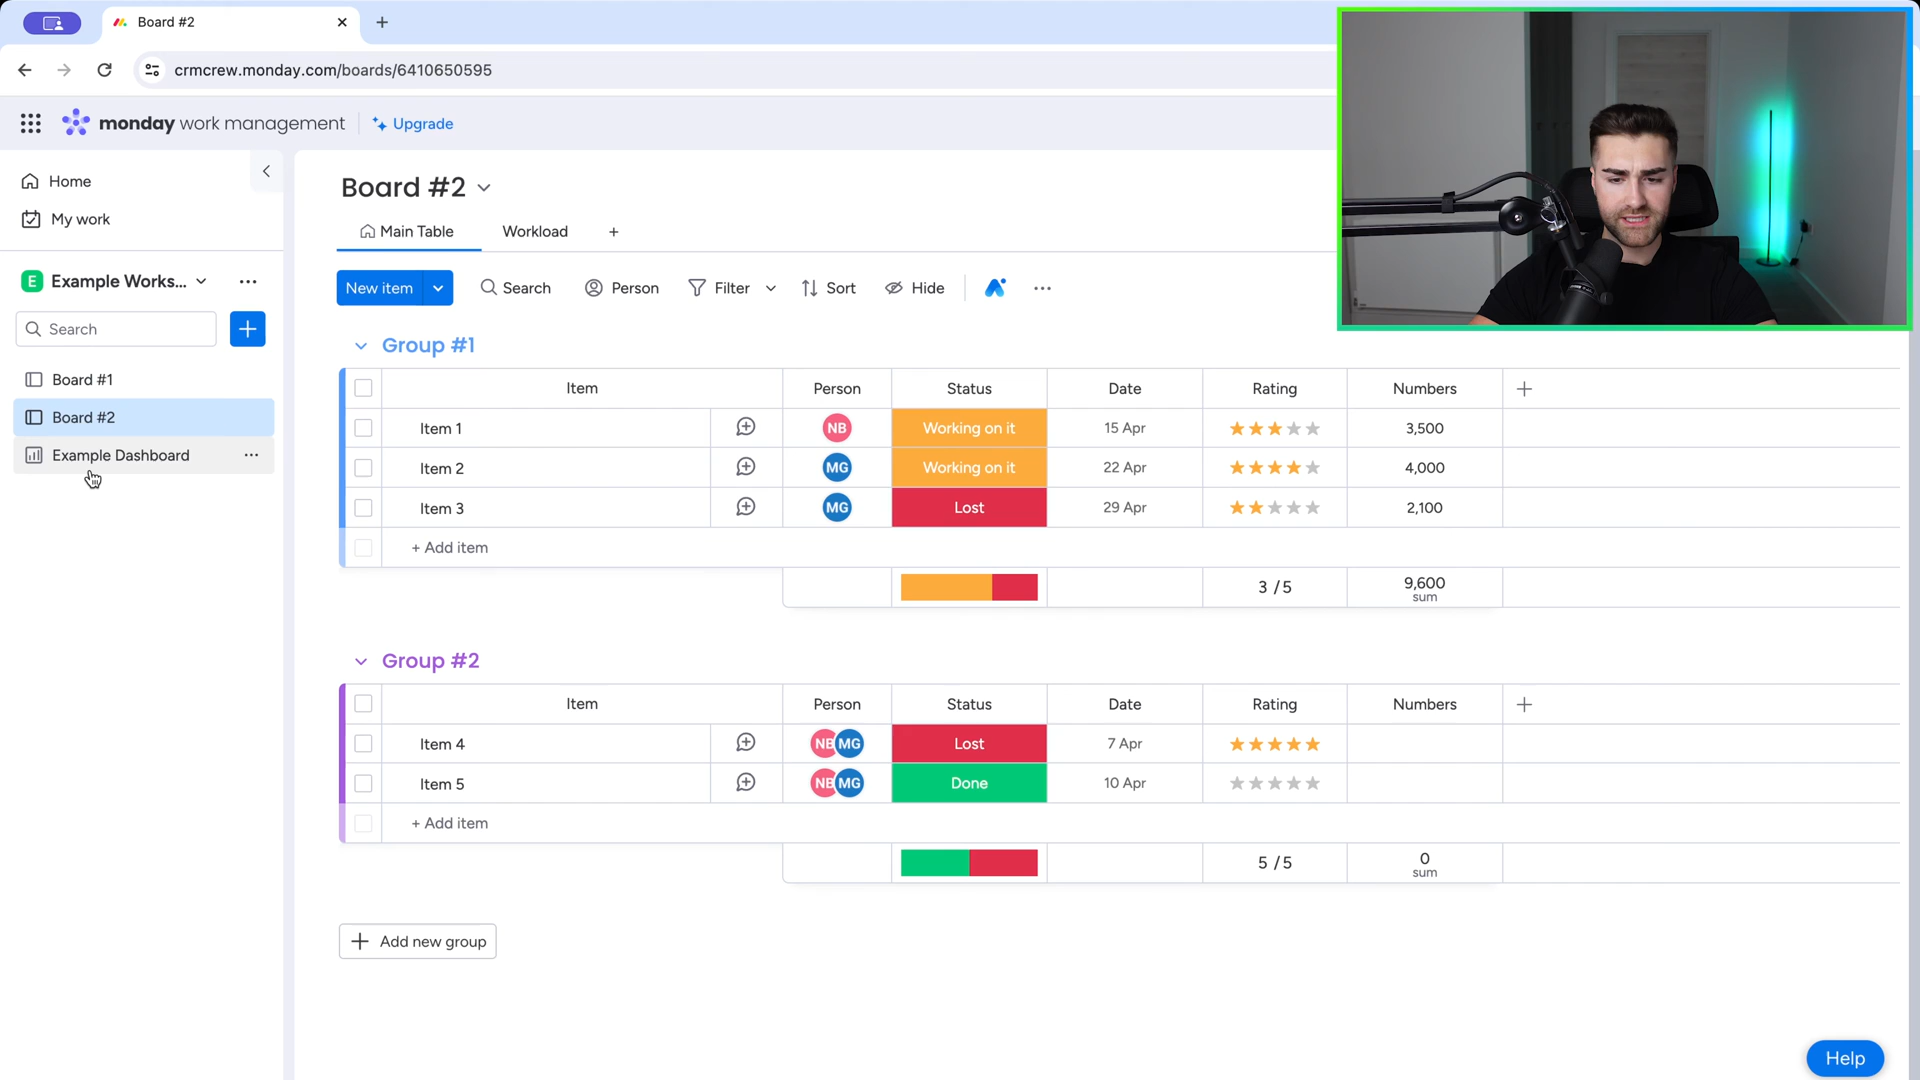 Board #2
crmcrew.monday.com/boards/6410650595
monday work management
Upgrade
Home
My work
E Example Works...
Search
Board #1
Board #2
Example Dashboard
Board #2
Main Table
Workload
New item
Search
Person
Filter
Sort
Hide
Group #1
Item Person Status Date Rating Numbers
Item 1 NB Working on it 15 Apr 3,500
Item 2 MG Working on it 22 Apr 4,000
Item 3 MG Lost 29 Apr 2,100
+ Add item
3 / 5 9,600
sum
Group #2
Item Person Status Date Rating Numbers
Item 4 NB MG Lost 7 Apr
Item 5 NB MG Done 10 Apr
+ Add item
5 / 5 0
sum
Add new group
Help